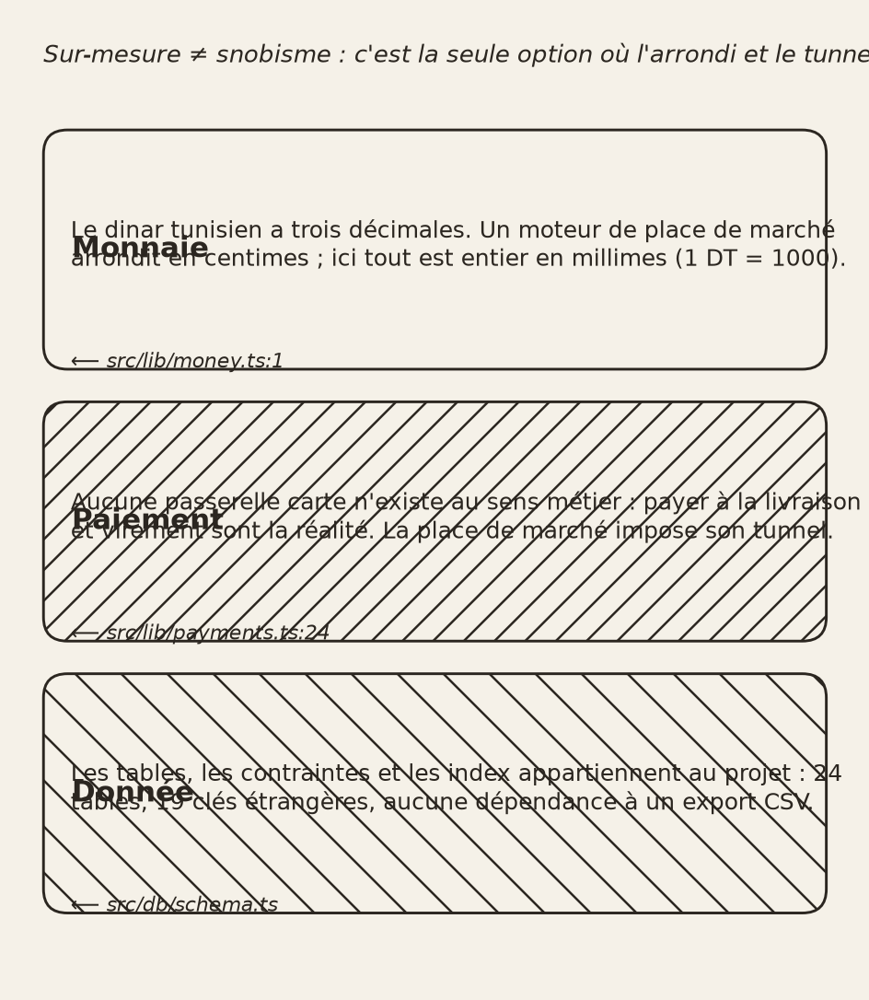 Sur-mesure ≠ snobisme : c'est la seule option où l'arrondi et le tunne
Le dinar tunisien a trois décimales. Un moteur de place de marché
Monnaie
arrondit en centimes ; ici tout est entier en millimes (1 DT = 1000).
⟵ src/lib/money.ts:1
Aucune passerelle carte n'existe au sens métier : payer à la livraison
Paiement
et virement sont la réalité. La place de marché impose son tunnel.
⟵ src/lib/payments.ts:24
Les tables, les contraintes et les index appartiennent au projet : 24
Donnée
tables, 19 clés étrangères, aucune dépendance à un export CSV.
⟵ src/db/schema.ts